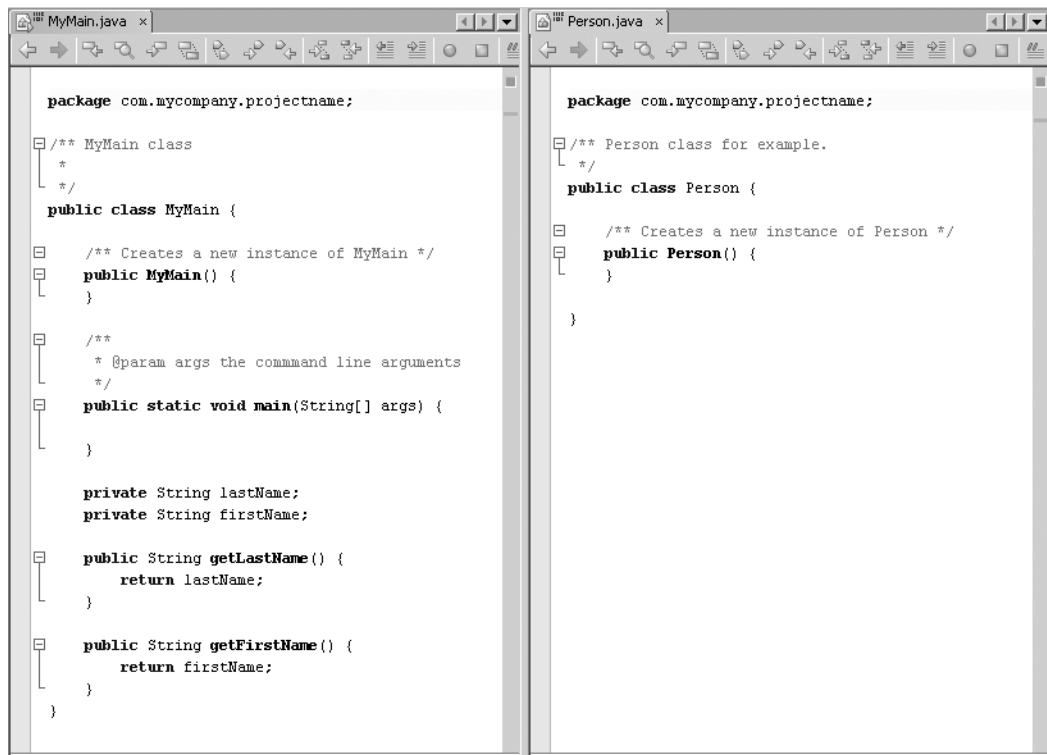 MyMain.java x
package com.mycompany.projectname;
/** MyMain class
*
*/
public class MyMain {
/** Creates a new instance of MyMain */
public MyMain() {
}
/**
* @param args the commmand line arguments
*/
public static void main(String[] args) {
}
private String lastName;
private String firstName;
public String getLastName() {
return lastName;
}
public String getFirstName() {
return firstName;
}
}
Person.java x
package com.mycompany.projectname;
/** Person class for example.
*/
public class Person {
/** Creates a new instance of Person */
public Person() {
}
}